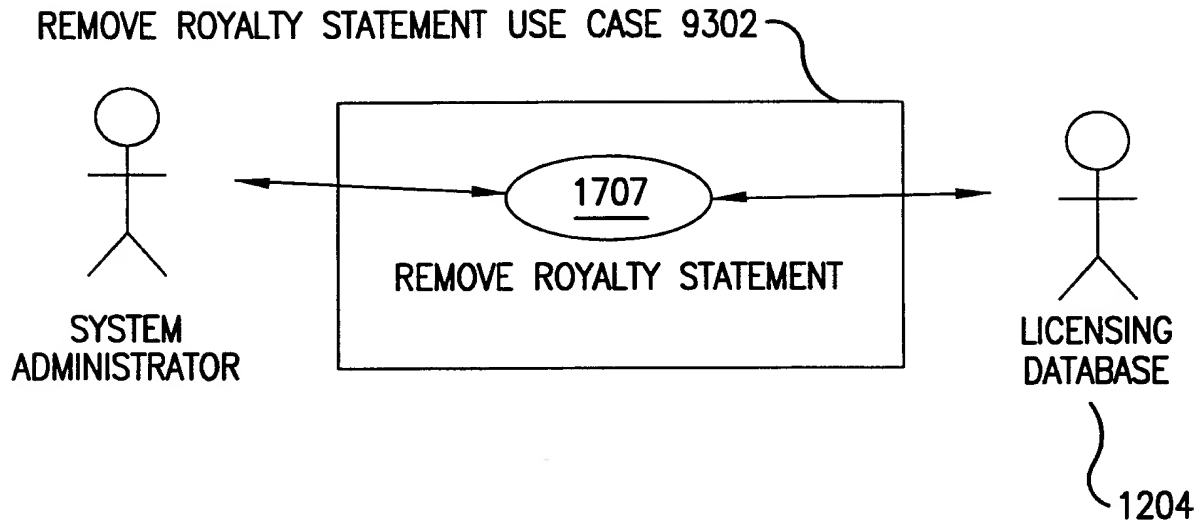 REMOVE ROYALTY STATEMENT USE CASE 9302
1707
REMOVE ROYALTY STATEMENT
SYSTEM
ADMINISTRATOR
LICENSING
DATABASE
1204